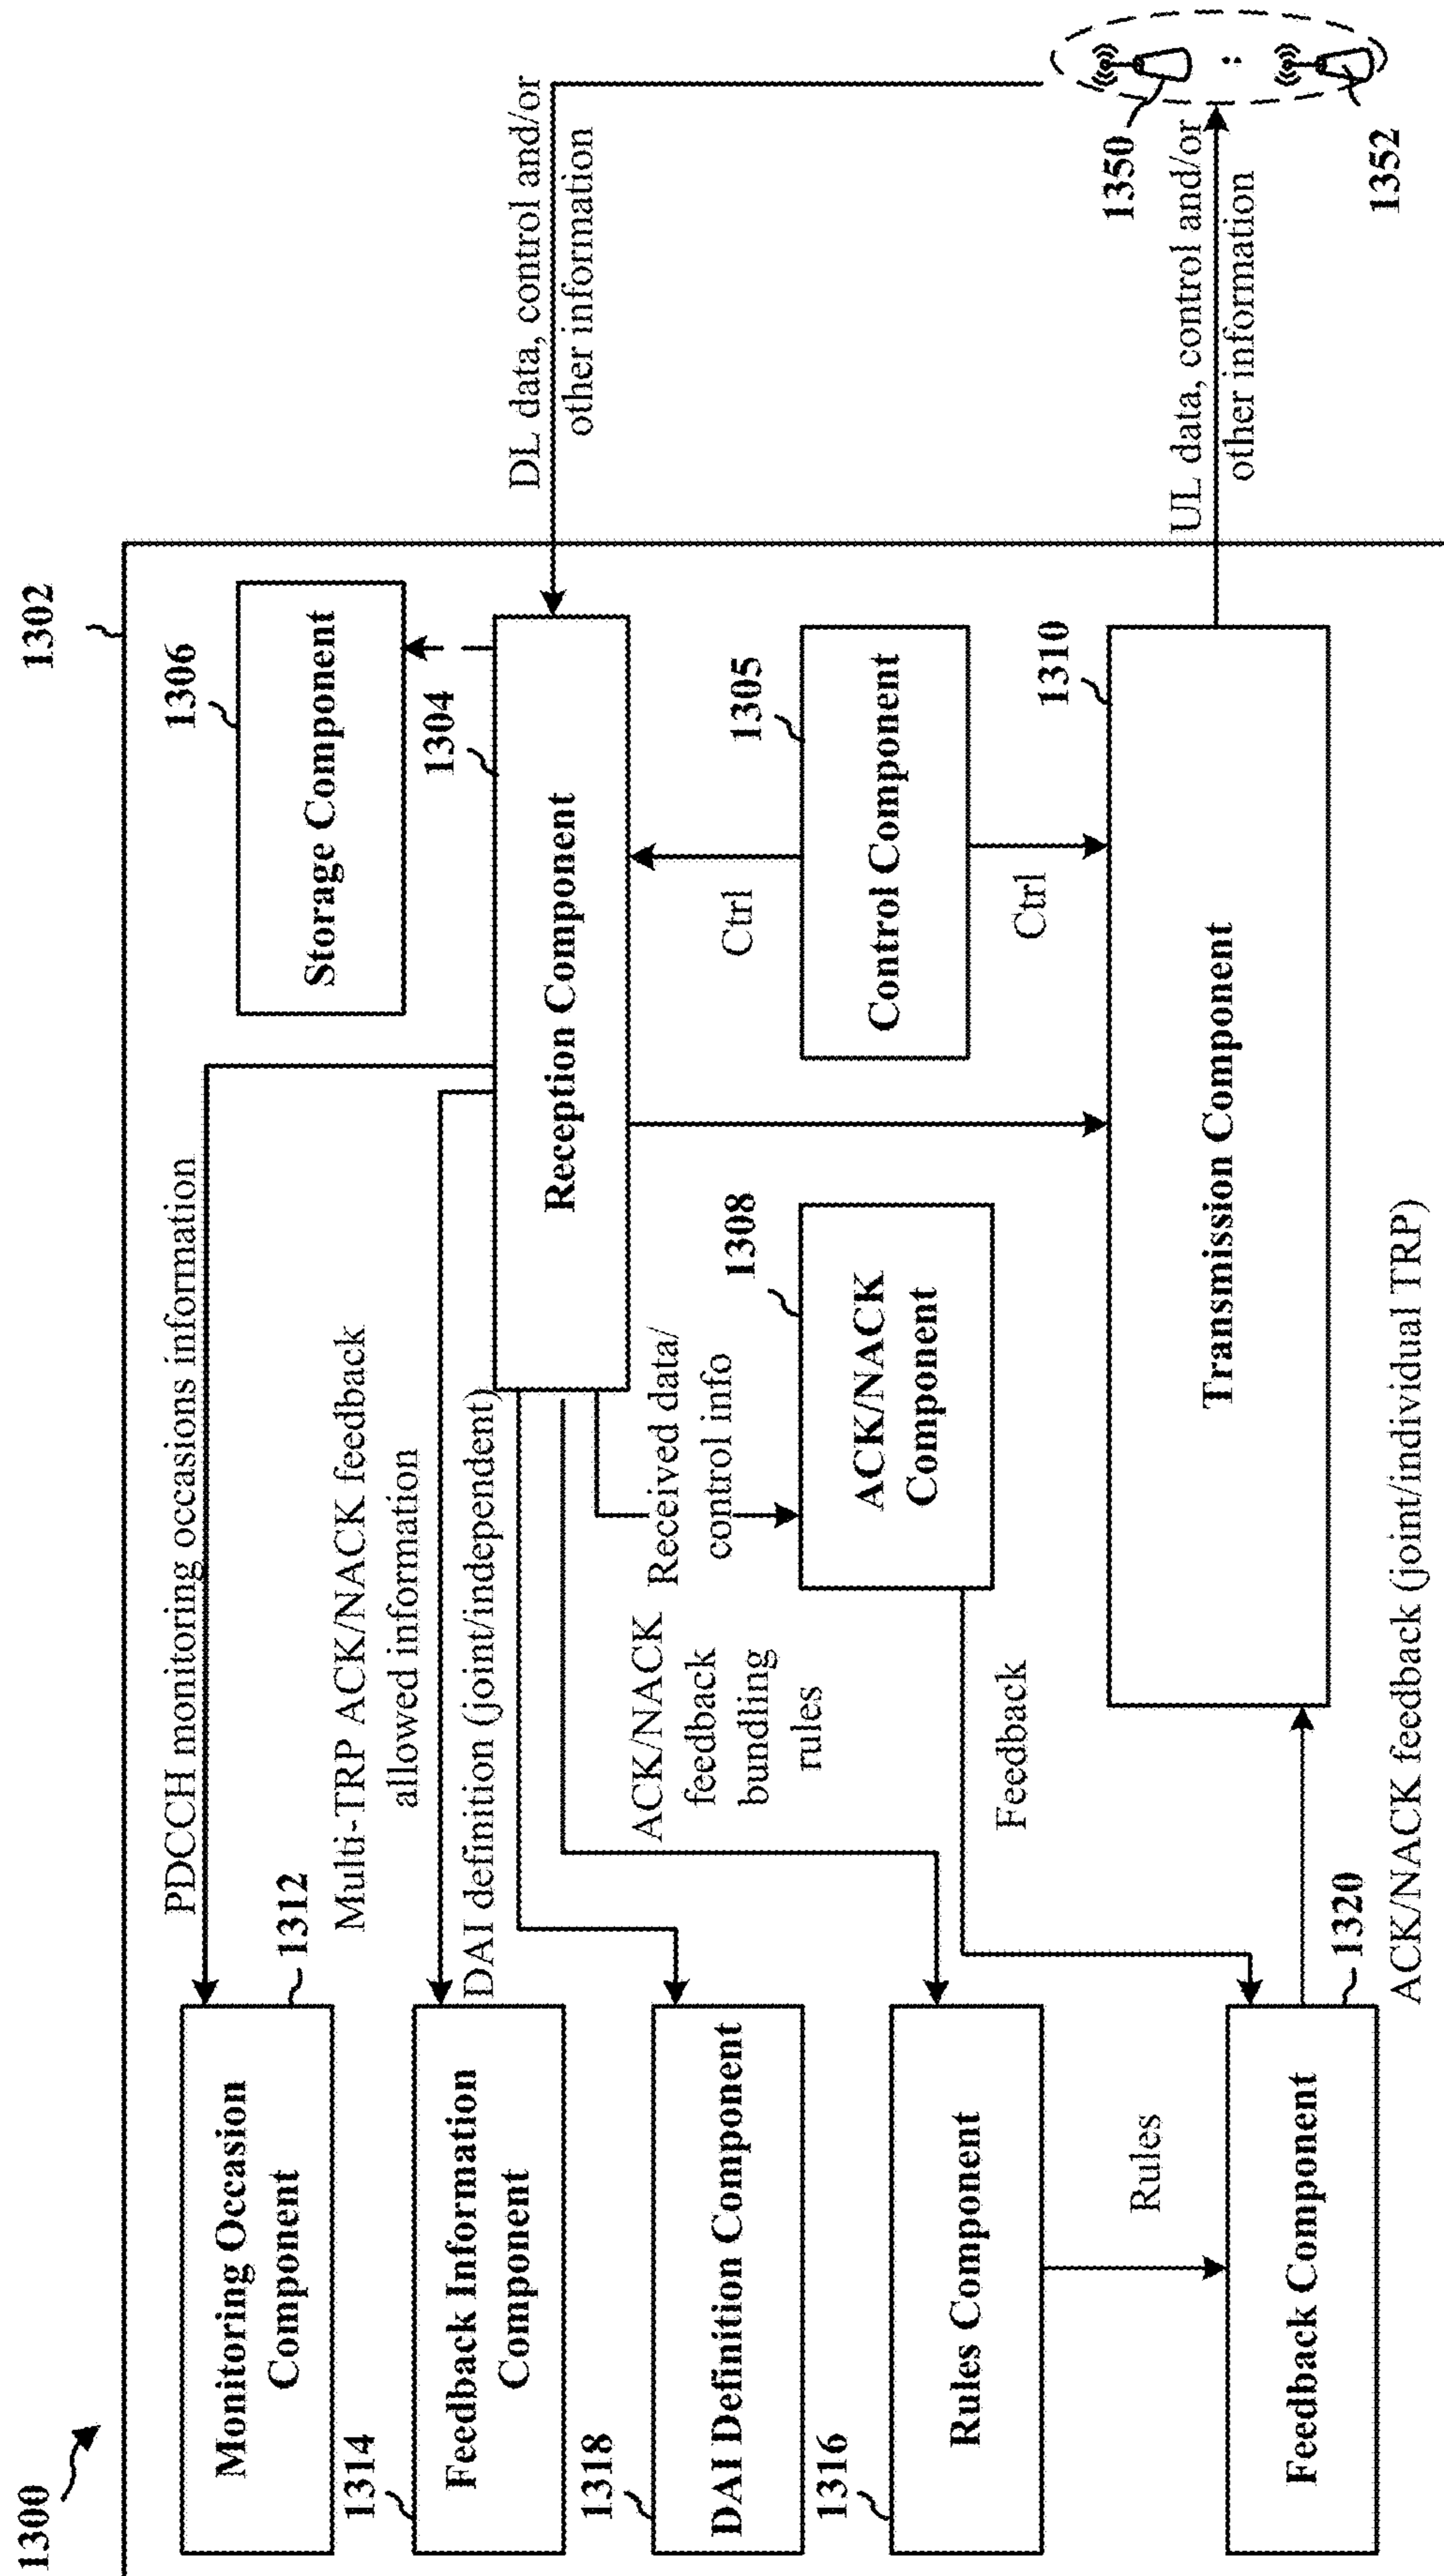 1300
1302
Monitoring Occasion
Component
1312
PDCCH monitoring occasions information
1306
Storage Component
1314
Feedback Information
Component
Multi-TRP ACK/NACK feedback
allowed information
1304
Reception Component
DL data, control and/or
other information
DAI definition (joint/independent)
1318
DAI Definition Component
ACK/NACK
feedback
bundling
rules
Received data/
control info
1308
ACK/NACK
Component
Ctrl
1305
Control Component
Ctrl
1316
Rules Component
Feedback
Rules
1310
Transmission Component
UL data, control and/or
other information
1350
1352
Feedback Component
1320
ACK/NACK feedback (joint/individual TRP)